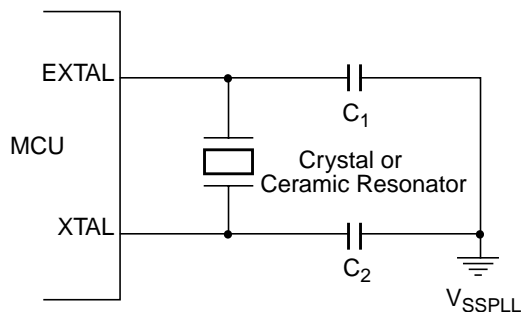 EXTAL
C1
MCU
Crystal or
Ceramic Resonator
XTAL
C2
VSSPLL